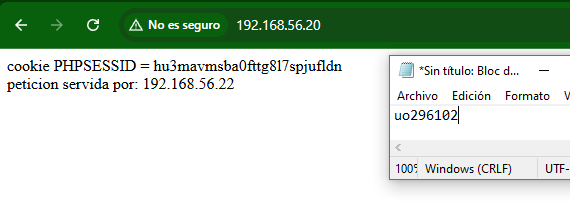 No es seguro 192.168.56.20
cookie PHPSESSID = hu3mavmsba0fttg8l7spjufldn
peticion servida por: 192.168.56.22
*Sin título: Bloc d...
Archivo Edición Formato V
uo296102
100% Windows (CRLF) UTF-